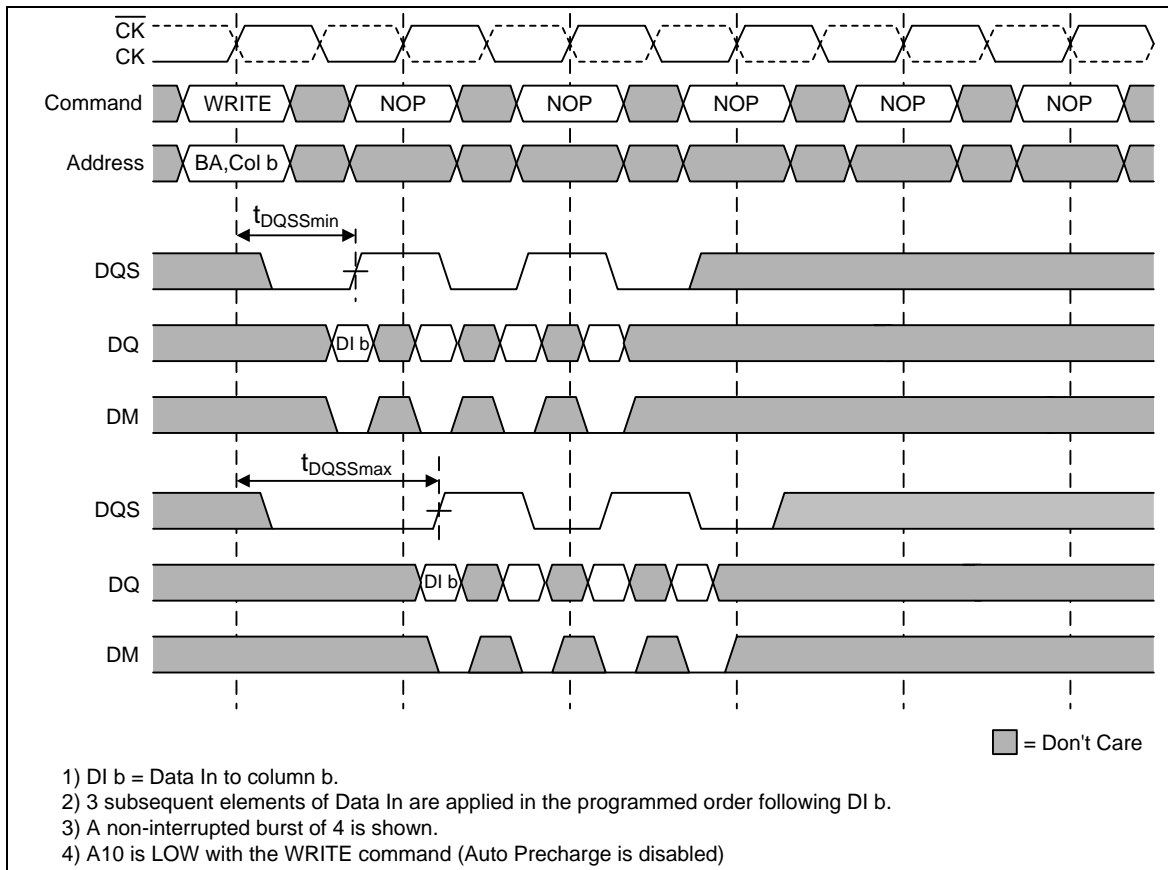 CK
CK
Command WRITE NOP NOP NOP NOP NOP
Address BA,Col b
tDQSSmin
DQS
DQ DI b
DM
tDQSSmax
DQS
DQ DI b
DM
= Don't Care
1) DI b = Data In to column b.
2) 3 subsequent elements of Data In are applied in the programmed order following DI b.
3) A non-interrupted burst of 4 is shown.
4) A10 is LOW with the WRITE command (Auto Precharge is disabled)